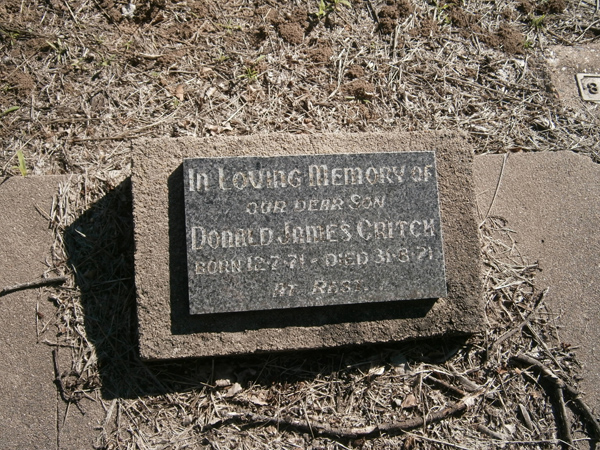 In Loving Memory of
our dear Son
Donald James Critch
Born 12-7-71 - Died 31-8-71
At Rest
8